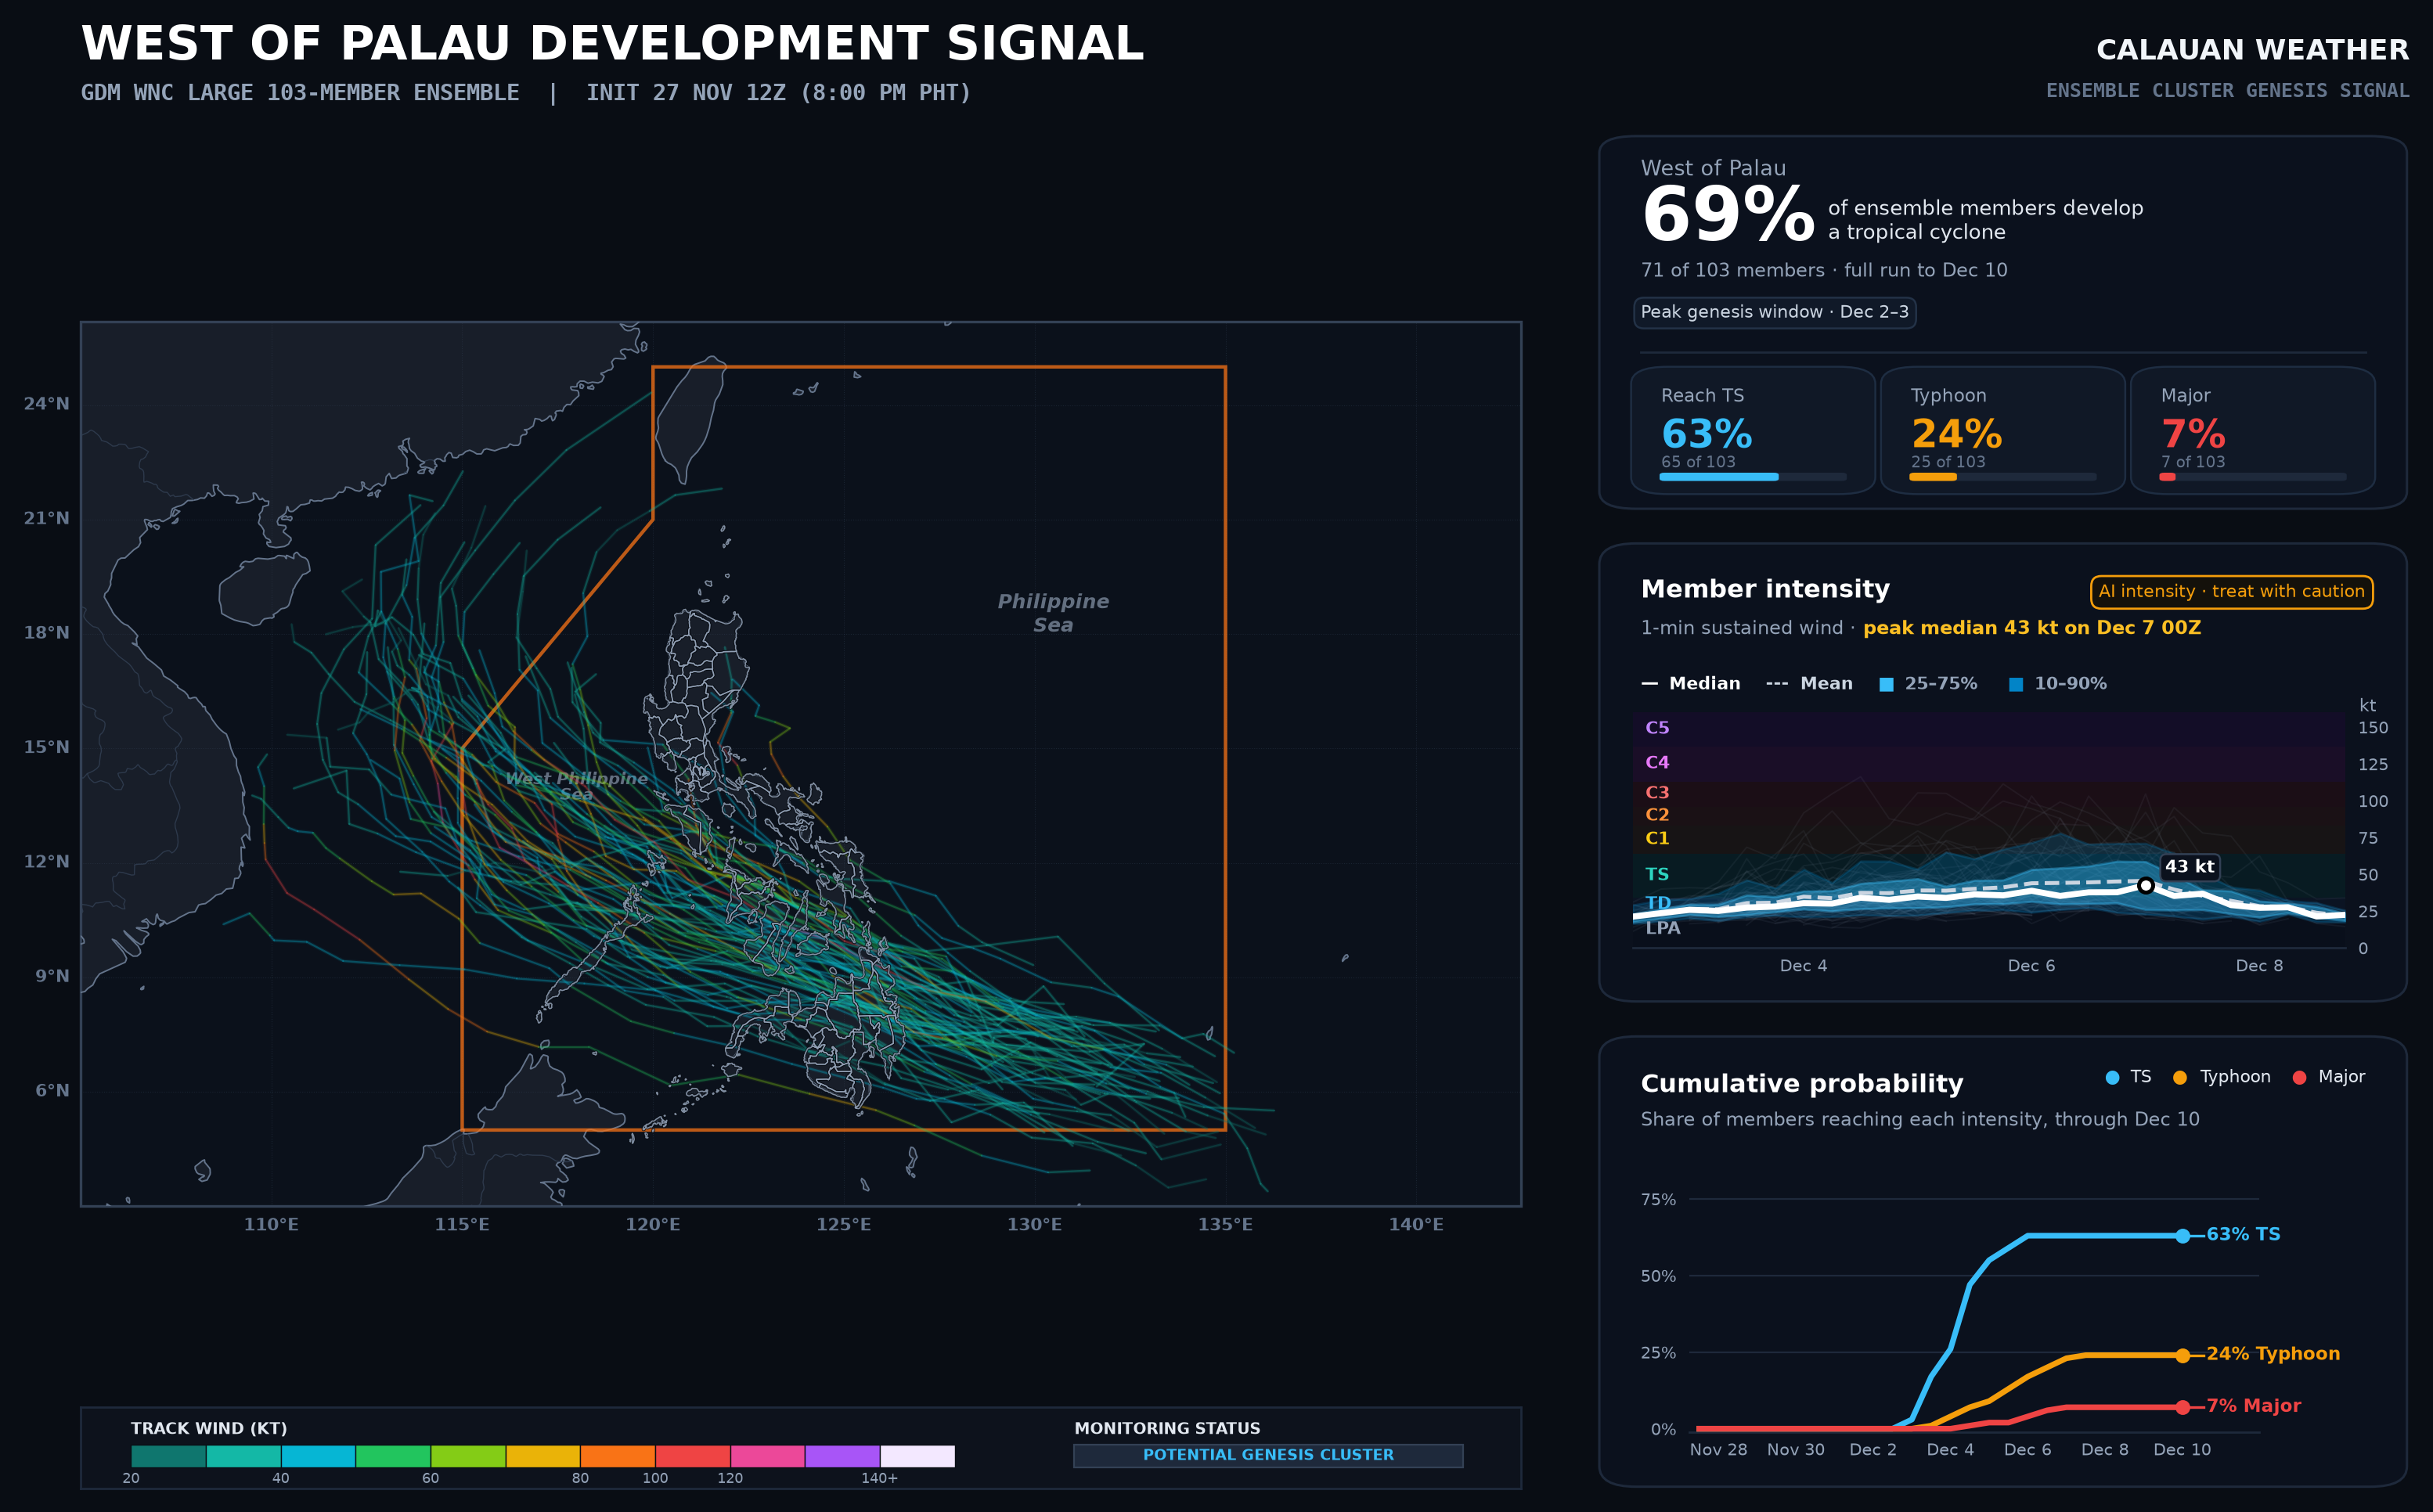 WEST OF PALAU DEVELOPMENT SIGNAL
GDM WNC LARGE 103-MEMBER ENSEMBLE | INIT 27 NOV 12Z (8:00 PM PHT)
CALAUAN WEATHER
ENSEMBLE CLUSTER GENESIS SIGNAL
24°N
21°N
18°N
15°N
12°N
9°N
6°N
110°E
115°E
120°E
125°E
130°E
135°E
140°E
Philippine
Sea
West Philippine
Sea
TRACK WIND (KT)
20
40
60
80
100
120
140+
MONITORING STATUS
POTENTIAL GENESIS CLUSTER
West of Palau
69% of ensemble members develop
a tropical cyclone
71 of 103 members · full run to Dec 10
Peak genesis window · Dec 2–3
Reach TS
63%
65 of 103
Typhoon
24%
25 of 103
Major
7%
7 of 103
Member intensity
AI intensity · treat with caution
1-min sustained wind · peak median 43 kt on Dec 7 00Z
Median
Mean
25–75%
10–90%
kt
C5
C4
C3
C2
C1
TS
TD
LPA
150
125
100
75
50
25
0
43 kt
Dec 4
Dec 6
Dec 8
Cumulative probability
TS
Typhoon
Major
Share of members reaching each intensity, through Dec 10
75%
50%
25%
0%
63% TS
24% Typhoon
7% Major
Nov 28
Nov 30
Dec 2
Dec 4
Dec 6
Dec 8
Dec 10